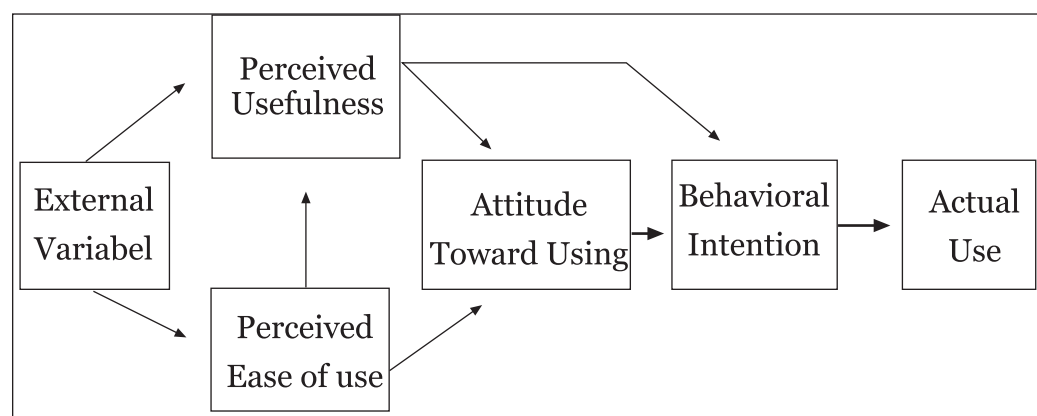 Perceived
Usefulness
External
Variabel
Attitude
Toward Using
Behavioral
Intention
Actual
Use
Perceived
Ease of use